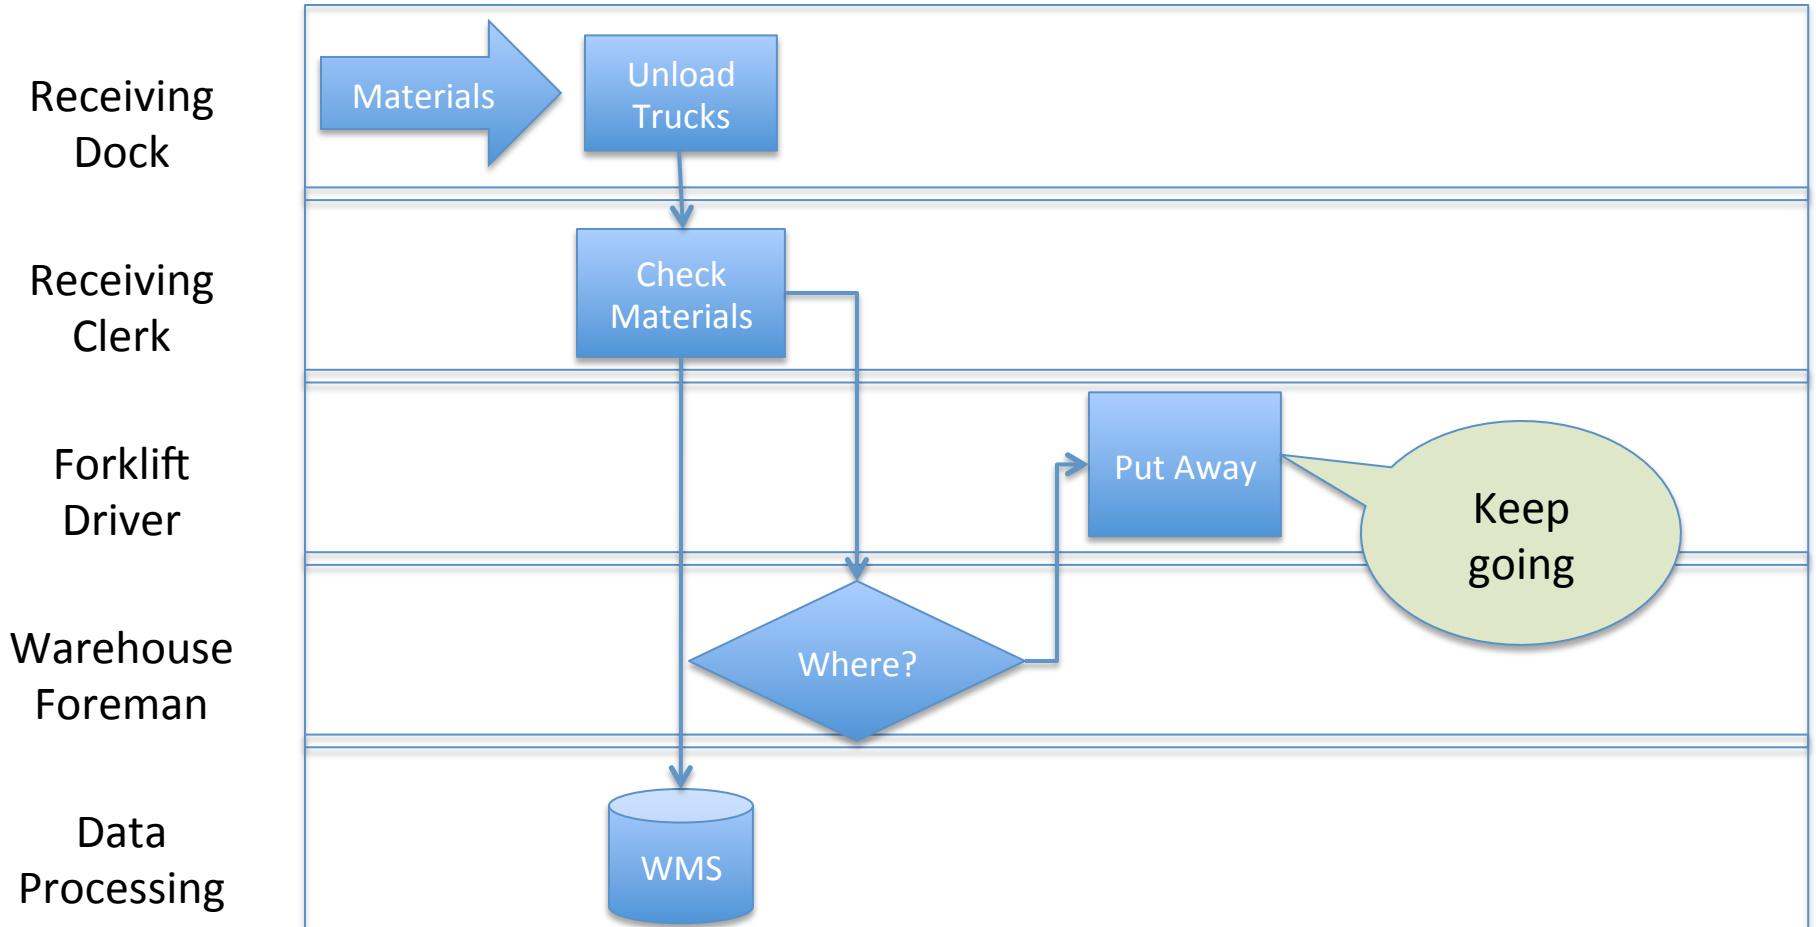 Receiving
Dock
Materials
Unload
Trucks
Receiving
Clerk
Check
Materials
Forklift
Driver
Put Away
Keep
going
Warehouse
Foreman
Where?
Data
Processing
WMS